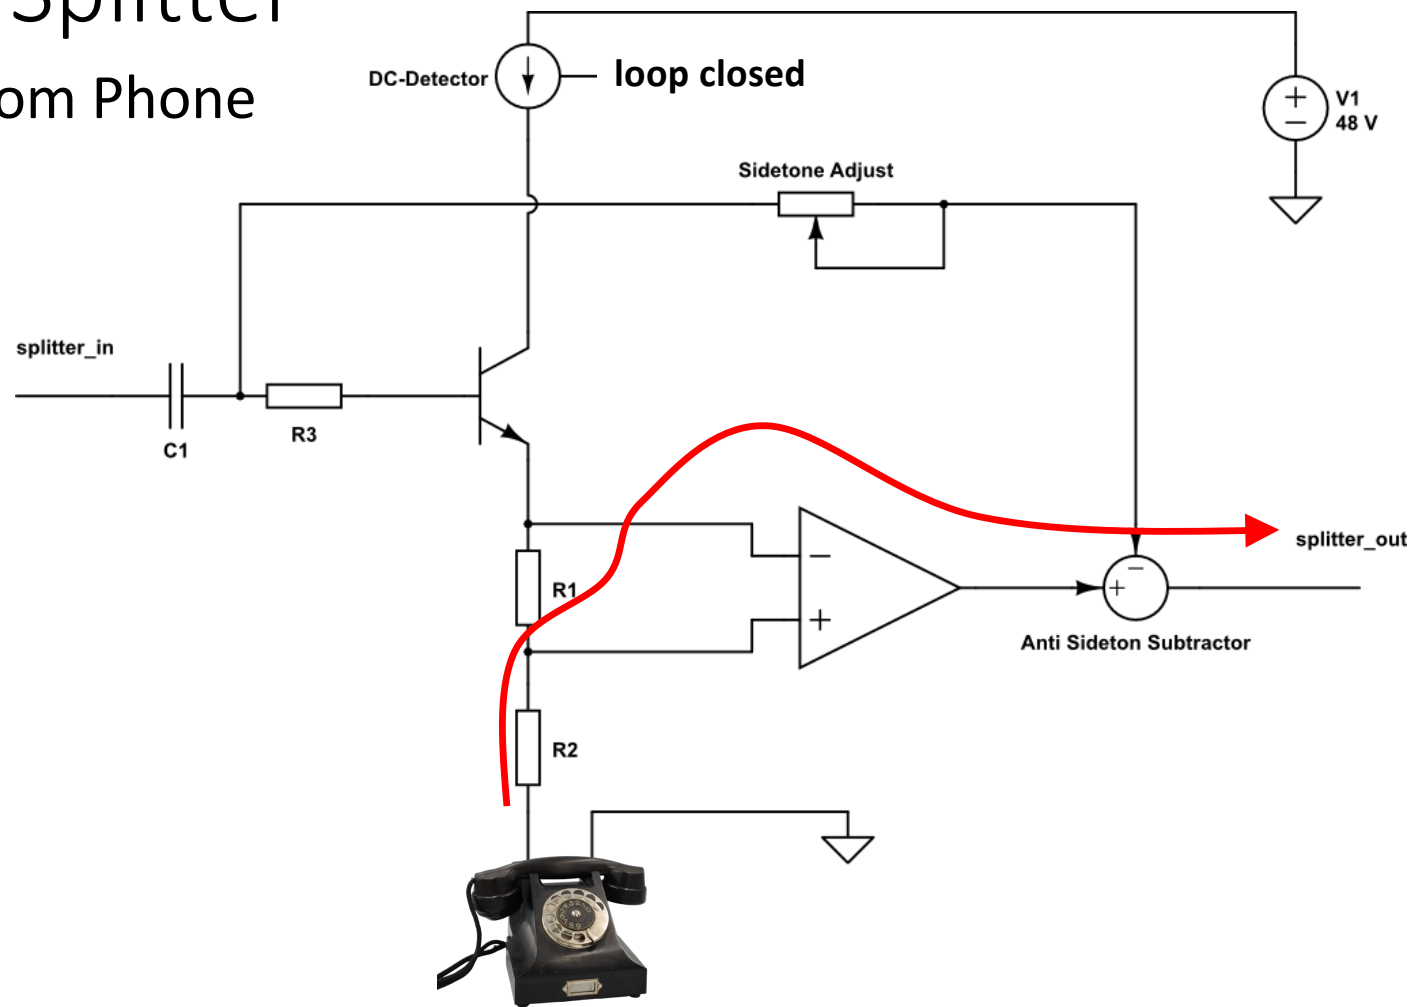 Splitter
om Phone
DC-Detector
loop closed
+
−
V1
48 V
Sidetone Adjust
splitter_in
C1
R3
R1
−
+
−
+
splitter_out
Anti Sideton Subtractor
R2